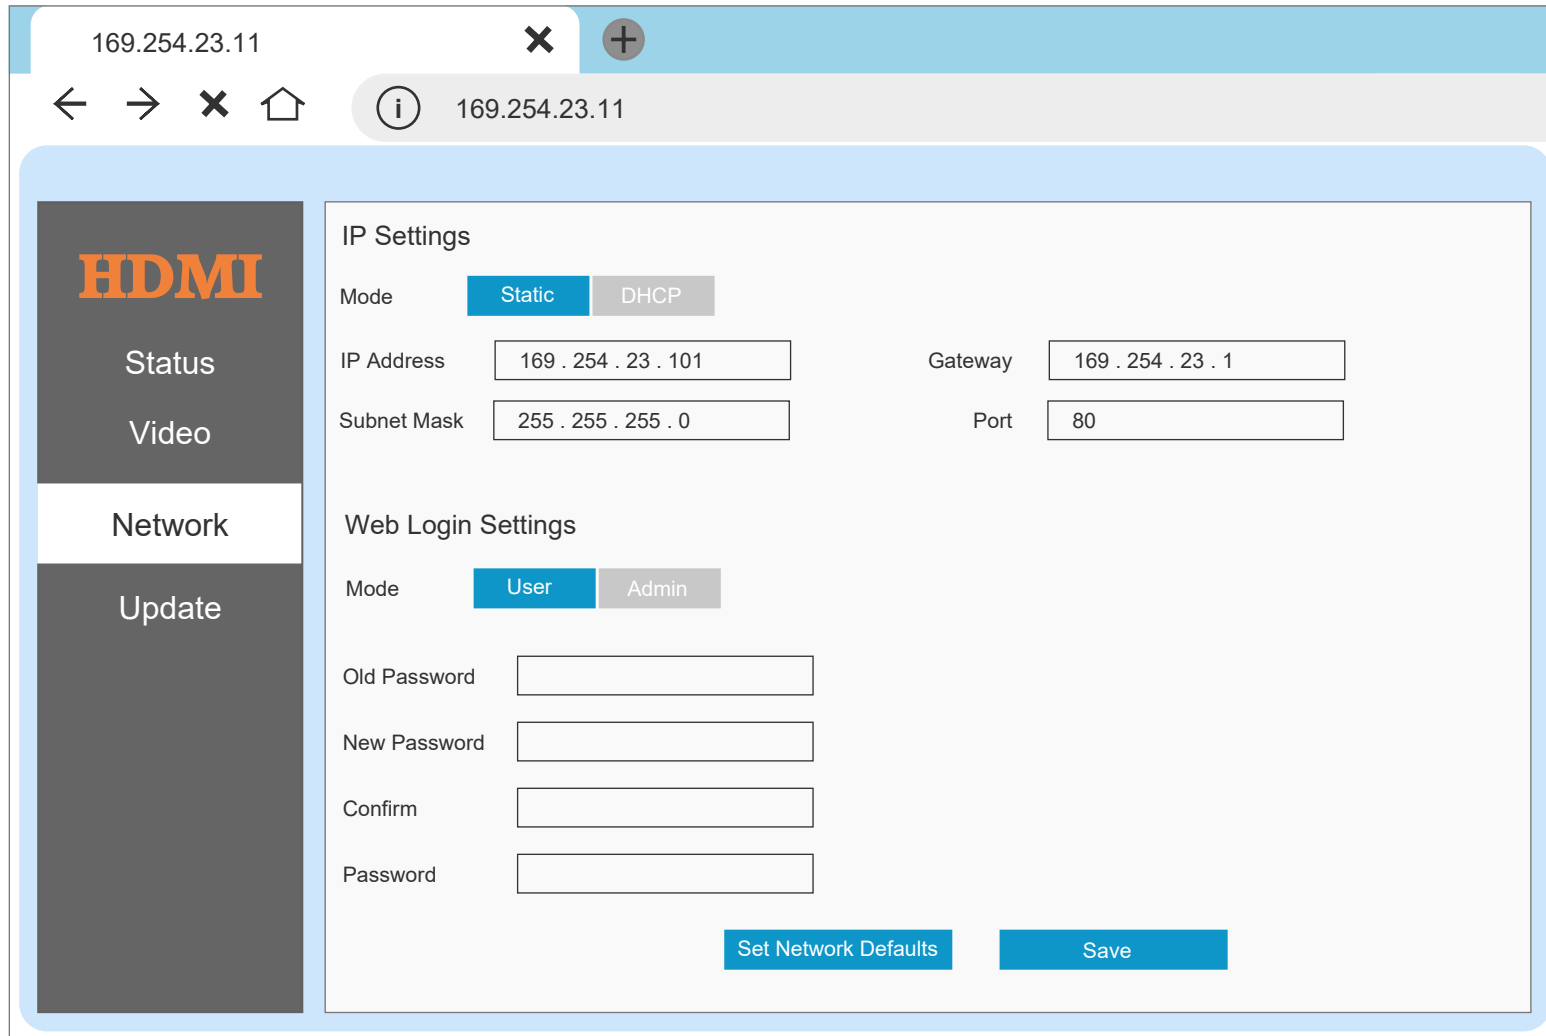 169.254.23.11
i 169.254.23.11
HDMI
Status
Video
Network
Update
IP Settings
Mode Static DHCP
IP Address 169 . 254 . 23 . 101 Gateway 169 . 254 . 23 . 1
Subnet Mask 255 . 255 . 255 . 0 Port 80
Web Login Settings
Mode User Admin
Old Password
New Password
Confirm
Password
Set Network Defaults Save